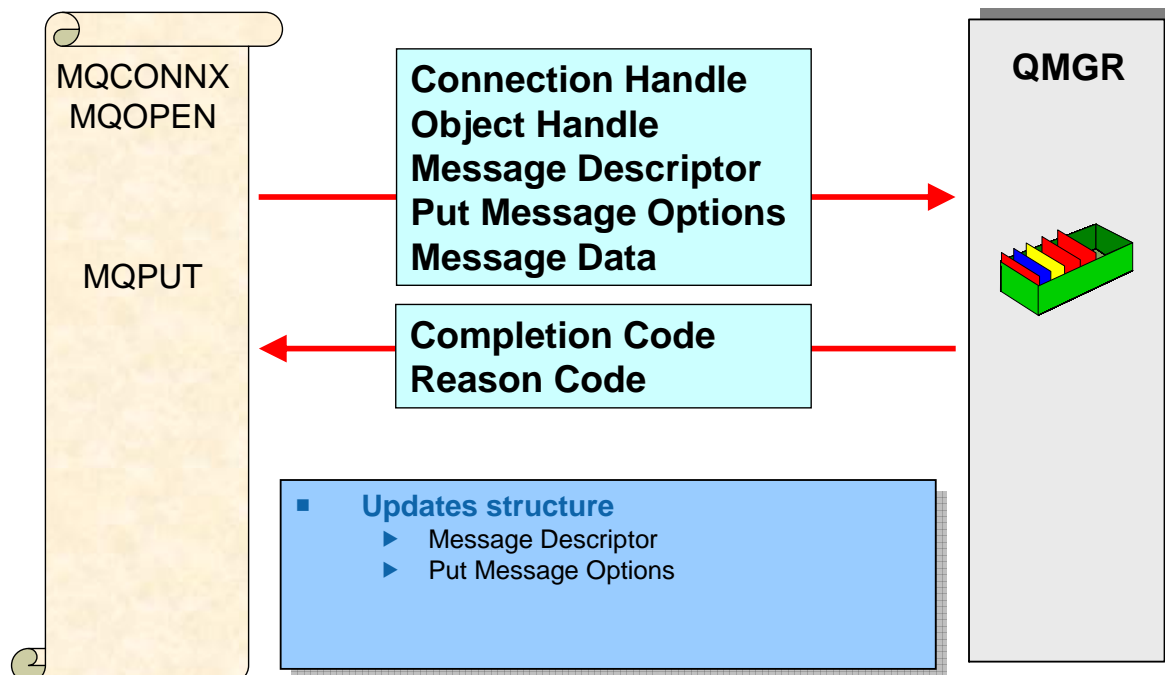 MQCONNX
MQOPEN
MQPUT
Connection Handle
Object Handle
Message Descriptor
Put Message Options
Message Data
Completion Code
Reason Code
QMGR
Updates structure
Message Descriptor
Put Message Options